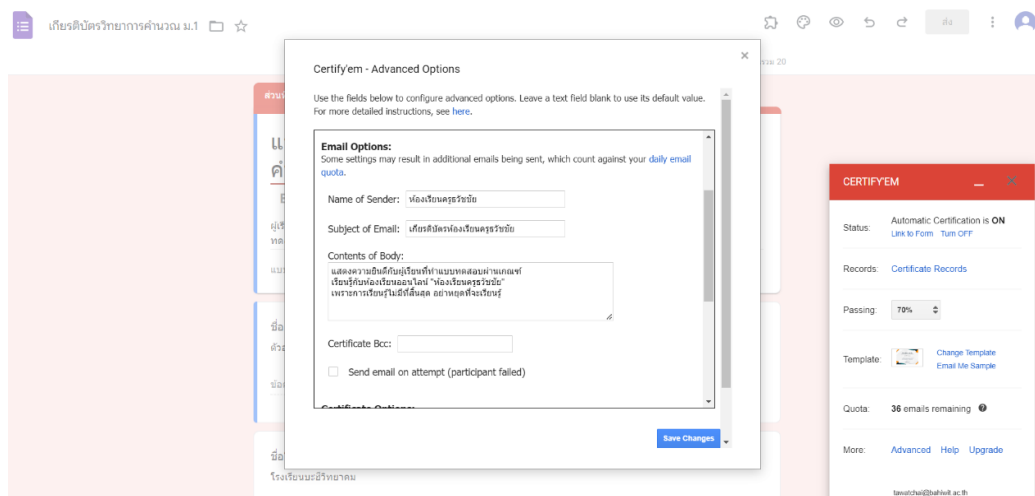 เกียรติบัตรวิทยาการคำนวณ ม.1
ส่ง
Certify'em - Advanced Options
Use the fields below to configure advanced options. Leave a text field blank to use its default value.
For more detailed instructions, see here.
Email Options:
Some settings may result in additional emails being sent, which count against your daily email
quota.
Name of Sender: ห้องเรียนครูธวัชชัย
Subject of Email: เกียรติบัตรห้องเรียนครูธวัชชัย
Contents of Body:
แสดงความยินดีกับผู้เรียนที่ทำแบบทดสอบผ่านเกณฑ์
เรียนรู้กับห้องเรียนออนไลน์ "ห้องเรียนครูธวัชชัย"
เพราะการเรียนรู้ไม่มีที่สิ้นสุด อย่าหยุดที่จะเรียนรู้
Certificate Bcc:
Send email on attempt (participant failed)
Certificate Options:
Save Changes
โรงเรียนบะฮีวิทยาคม
CERTIFY'EM
Status: Automatic Certification is ON
Link to Form Turn OFF
Records: Certificate Records
Passing: 70%
Template: Change Template
Email Me Sample
Quota: 36 emails remaining
More: Advanced Help Upgrade
tawatchai@bahiwit.ac.th